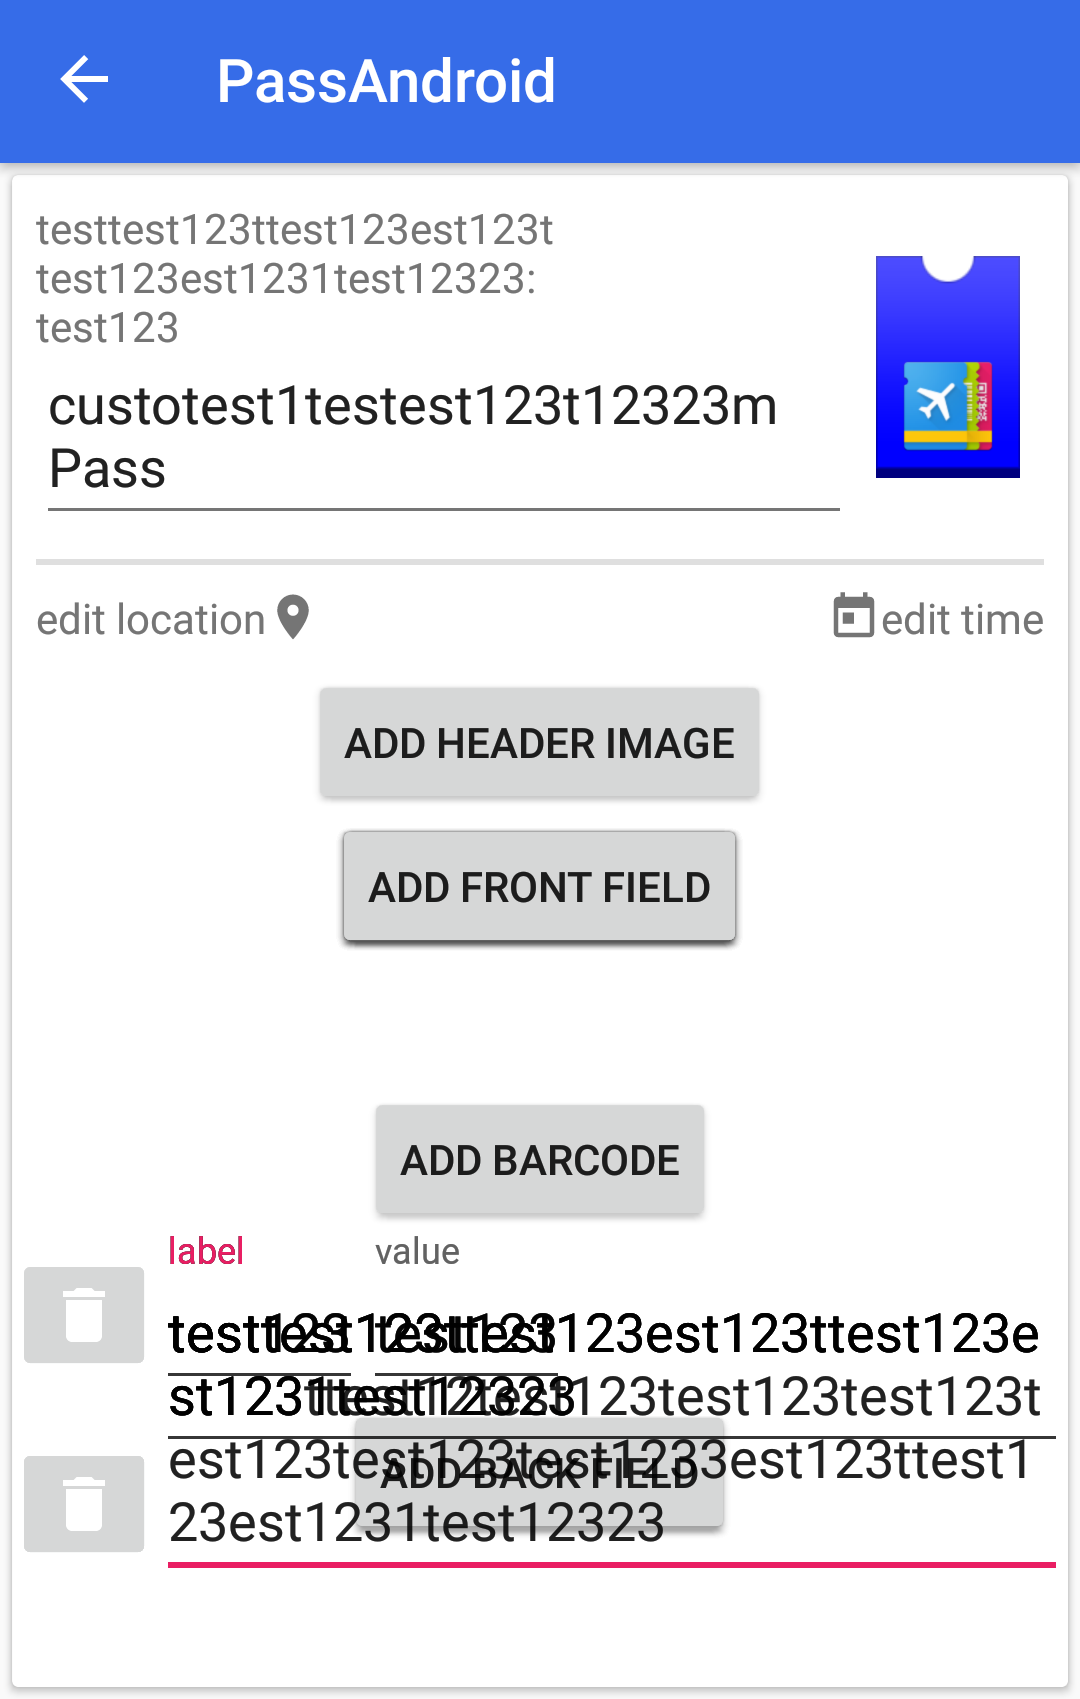 PassAndroid
testtest123ttest123est123t
test123est1231test12323:
test123
custotest1testest123t12323m
Pass
edit location
edit time
ADD HEADER IMAGE
ADD FRONT FIELD
ADD BARCODE
label
value
ADD BACK FIELD
23est1231test12323